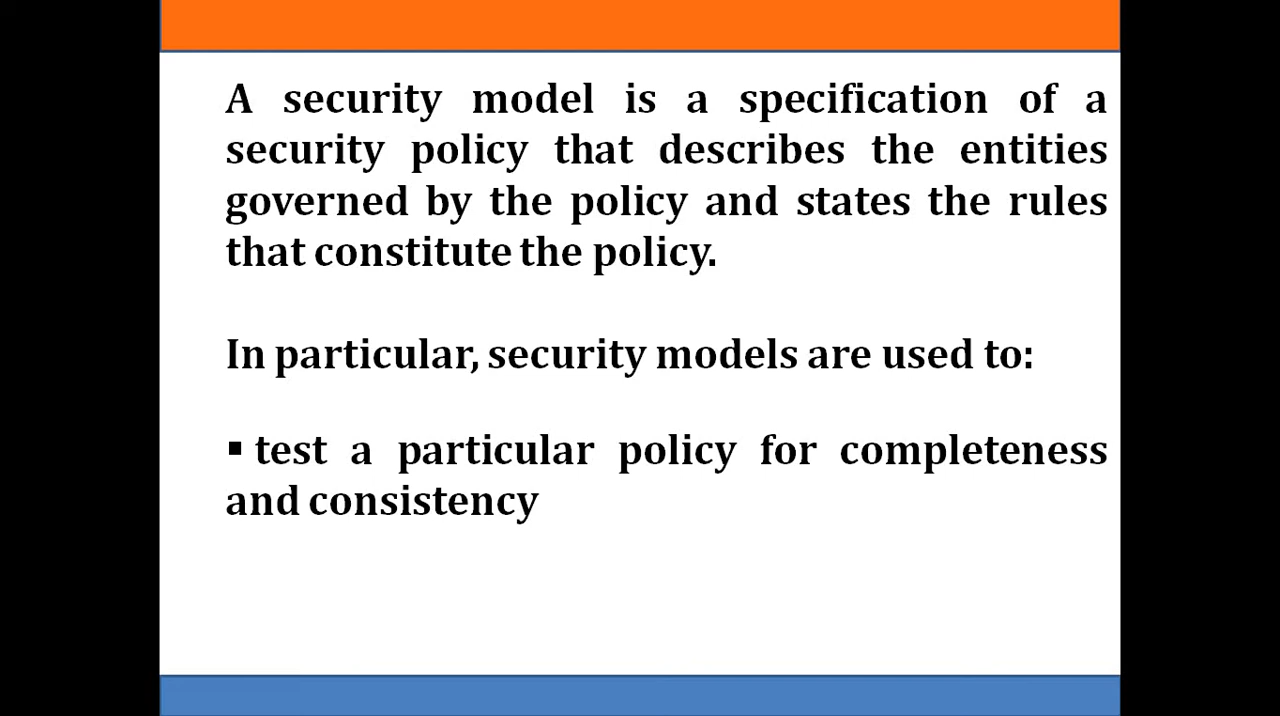 A security model is a specification of a
security policy that describes the entities
governed by the policy and states the rules
that constitute the policy.
In particular, security models are used to:
▪ test a particular policy for completeness
and consistency